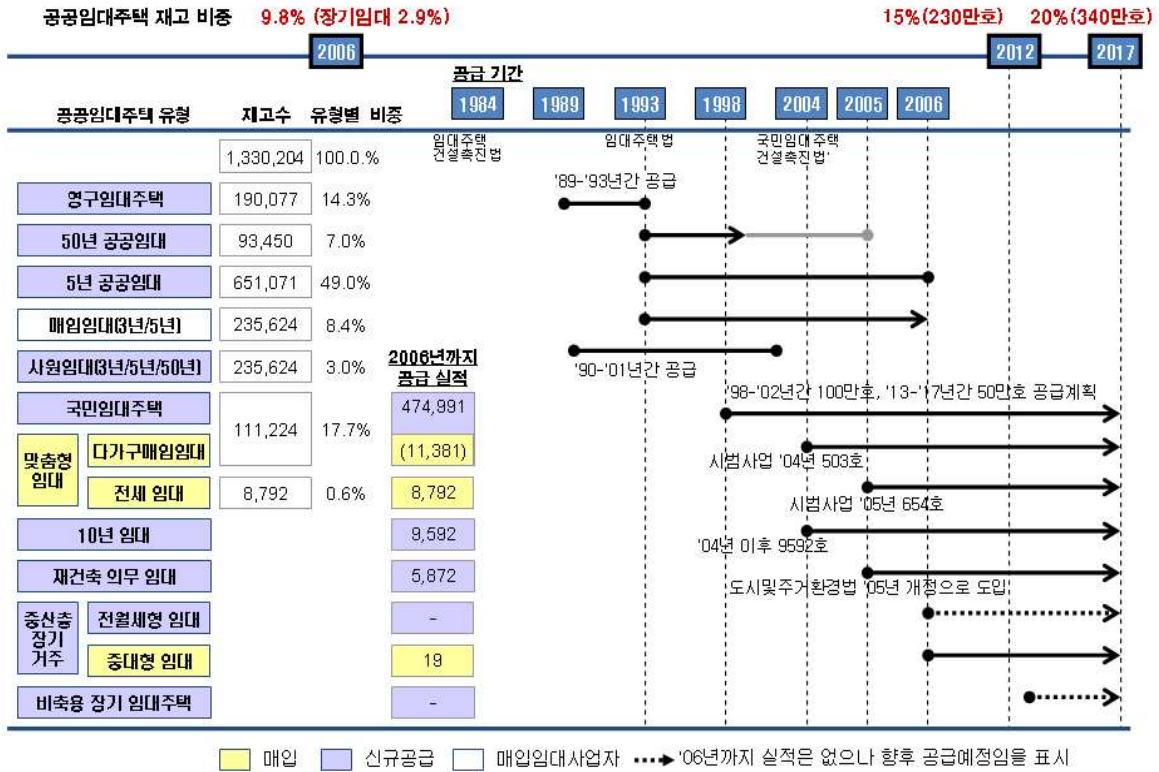 공공임대주택 재고 비중 9.8% (장기임대 2.9%) 15%(230만호) 20%(340만호)
2006 2012 2017
공급 기간
공공임대주택 유형 재고수 유형별 비중 1984 1989 1993 1998 2004 2005 2006
임대주택 건설촉진법
임대주택법
국민임대주택 건설촉진법'
1,330,204 100.0.%
영구임대주택 190,077 14.3% '89-'93년간 공급
50년 공공임대 93,450 7.0%
5년 공공임대 651,071 49.0%
매입임대(3년/5년) 235,624 8.4%
사원임대(3년/5년/50년) 235,624 3.0% '90-'01년간 공급
2006년까지 공급 실적
국민임대주택 111,224 17.7% 474,991 '98-'02년간 100만호, '13-'17년간 50만호 공급계획
맞춤형 임대
다가구매입임대 (11,381) 시범사업 '04년 503호
전세 임대 8,792 0.6% 8,792 시범사업 '05년 654호
10년 임대 9,592 '04년 이후 9592호
재건축 의무 임대 5,872 도시및주거환경법 '05년 개정으로 도입
중산층 장기 거주
전월세형 임대 -
중대형 임대 19
비축용 장기 임대주택 -
매입 신규공급 매입임대사업자 '06년까지 실적은 없으나 향후 공급예정임을 표시